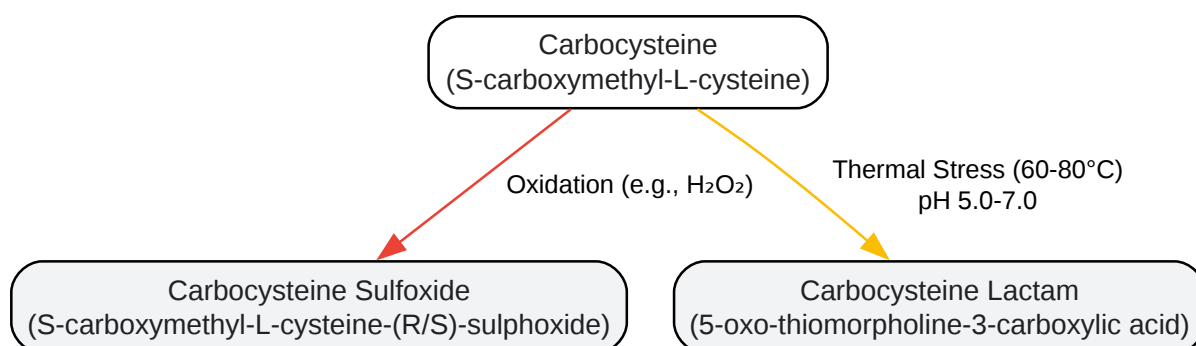 Carbocysteine
(S-carboxymethyl-L-cysteine)
Oxidation (e.g., H₂O₂)
Thermal Stress (60-80°C)
pH 5.0-7.0
Carbocysteine Sulfoxide
(S-carboxymethyl-L-cysteine-(R/S)-sulphoxide)
Carbocysteine Lactam
(5-oxo-thiomorpholine-3-carboxylic acid)